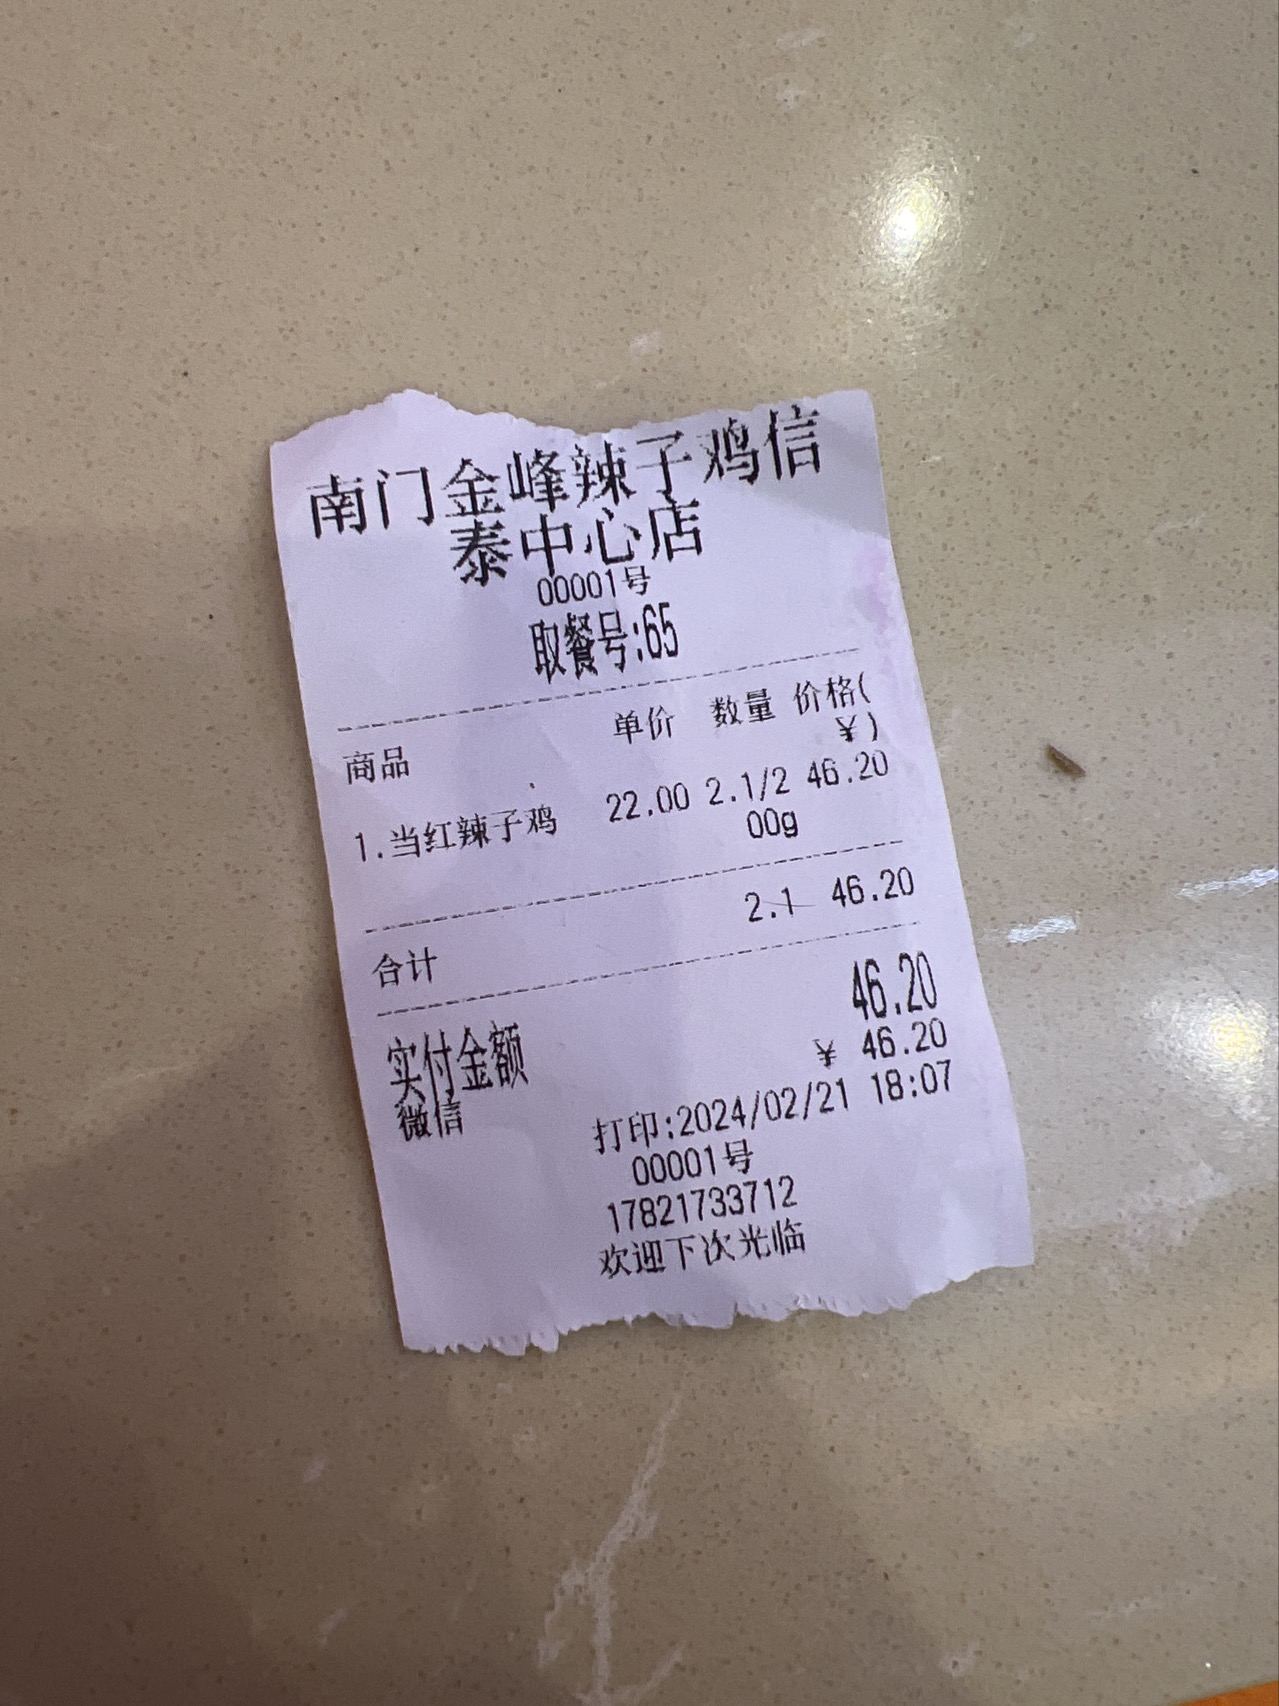 南门金峰辣子鸡信
泰中心店
00001号
取餐号:65
商品 单价 数量 价格(
¥)
1.当红辣子鸡 22.00 2.1/2 46.20
00g
合计 2.1 46.20
实付金额 46.20
微信 ¥ 46.20
打印:2024/02/21 18:07
00001号
17821733712
欢迎下次光临